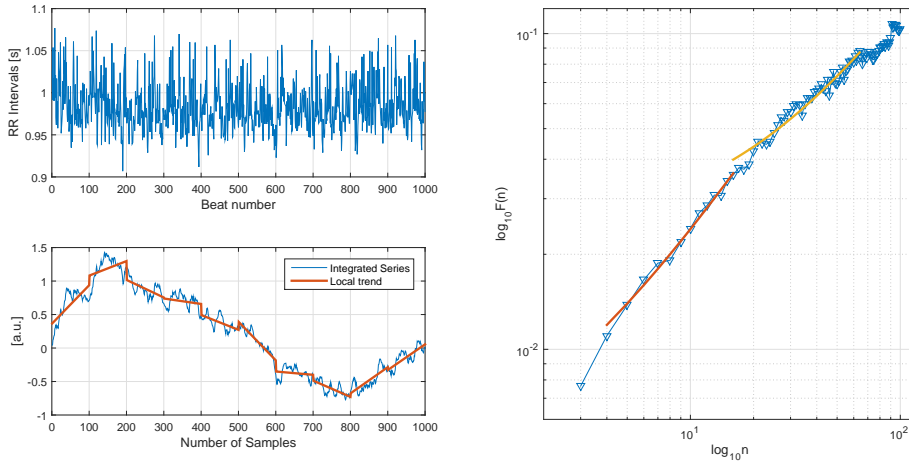 1.1
1.05
1
0.95
0.9
RR Intervals [s]
0 100 200 300 400 500 600 700 800 900 1000
Beat number
1.5
1
0.5
0
-0.5
-1
[a.u.]
Integrated Series
Local trend
0 100 200 300 400 500 600 700 800 900 1000
Number of Samples
10-1
10-2
log10F(n)
101 102
log10n